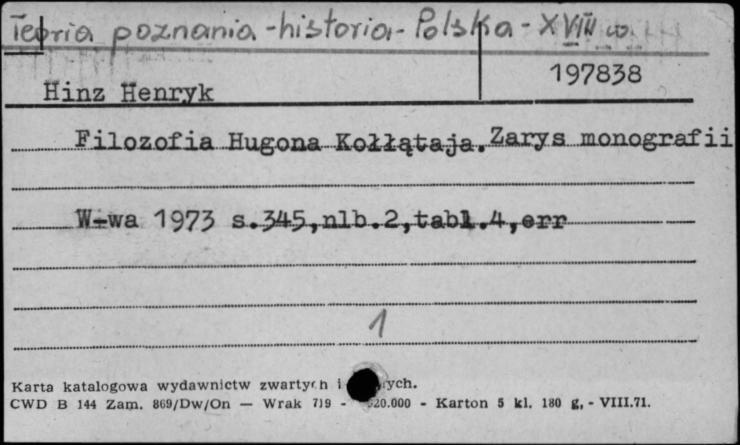 Teoria poznania - historia - Polska - XVIII w.
197838
Hinz Henryk
Filozofia Hugona Kołłątaja. Zarys monografii
W-wa 1973 s.345,nlb.2,tabl.4,err
1
Karta katalogowa wydawnictw zwartych i
CWD B 144 Zam. 869/Dw/On — Wrak 719 - 520.000 - Karton 5 kl. 180 g, - VIII.71.